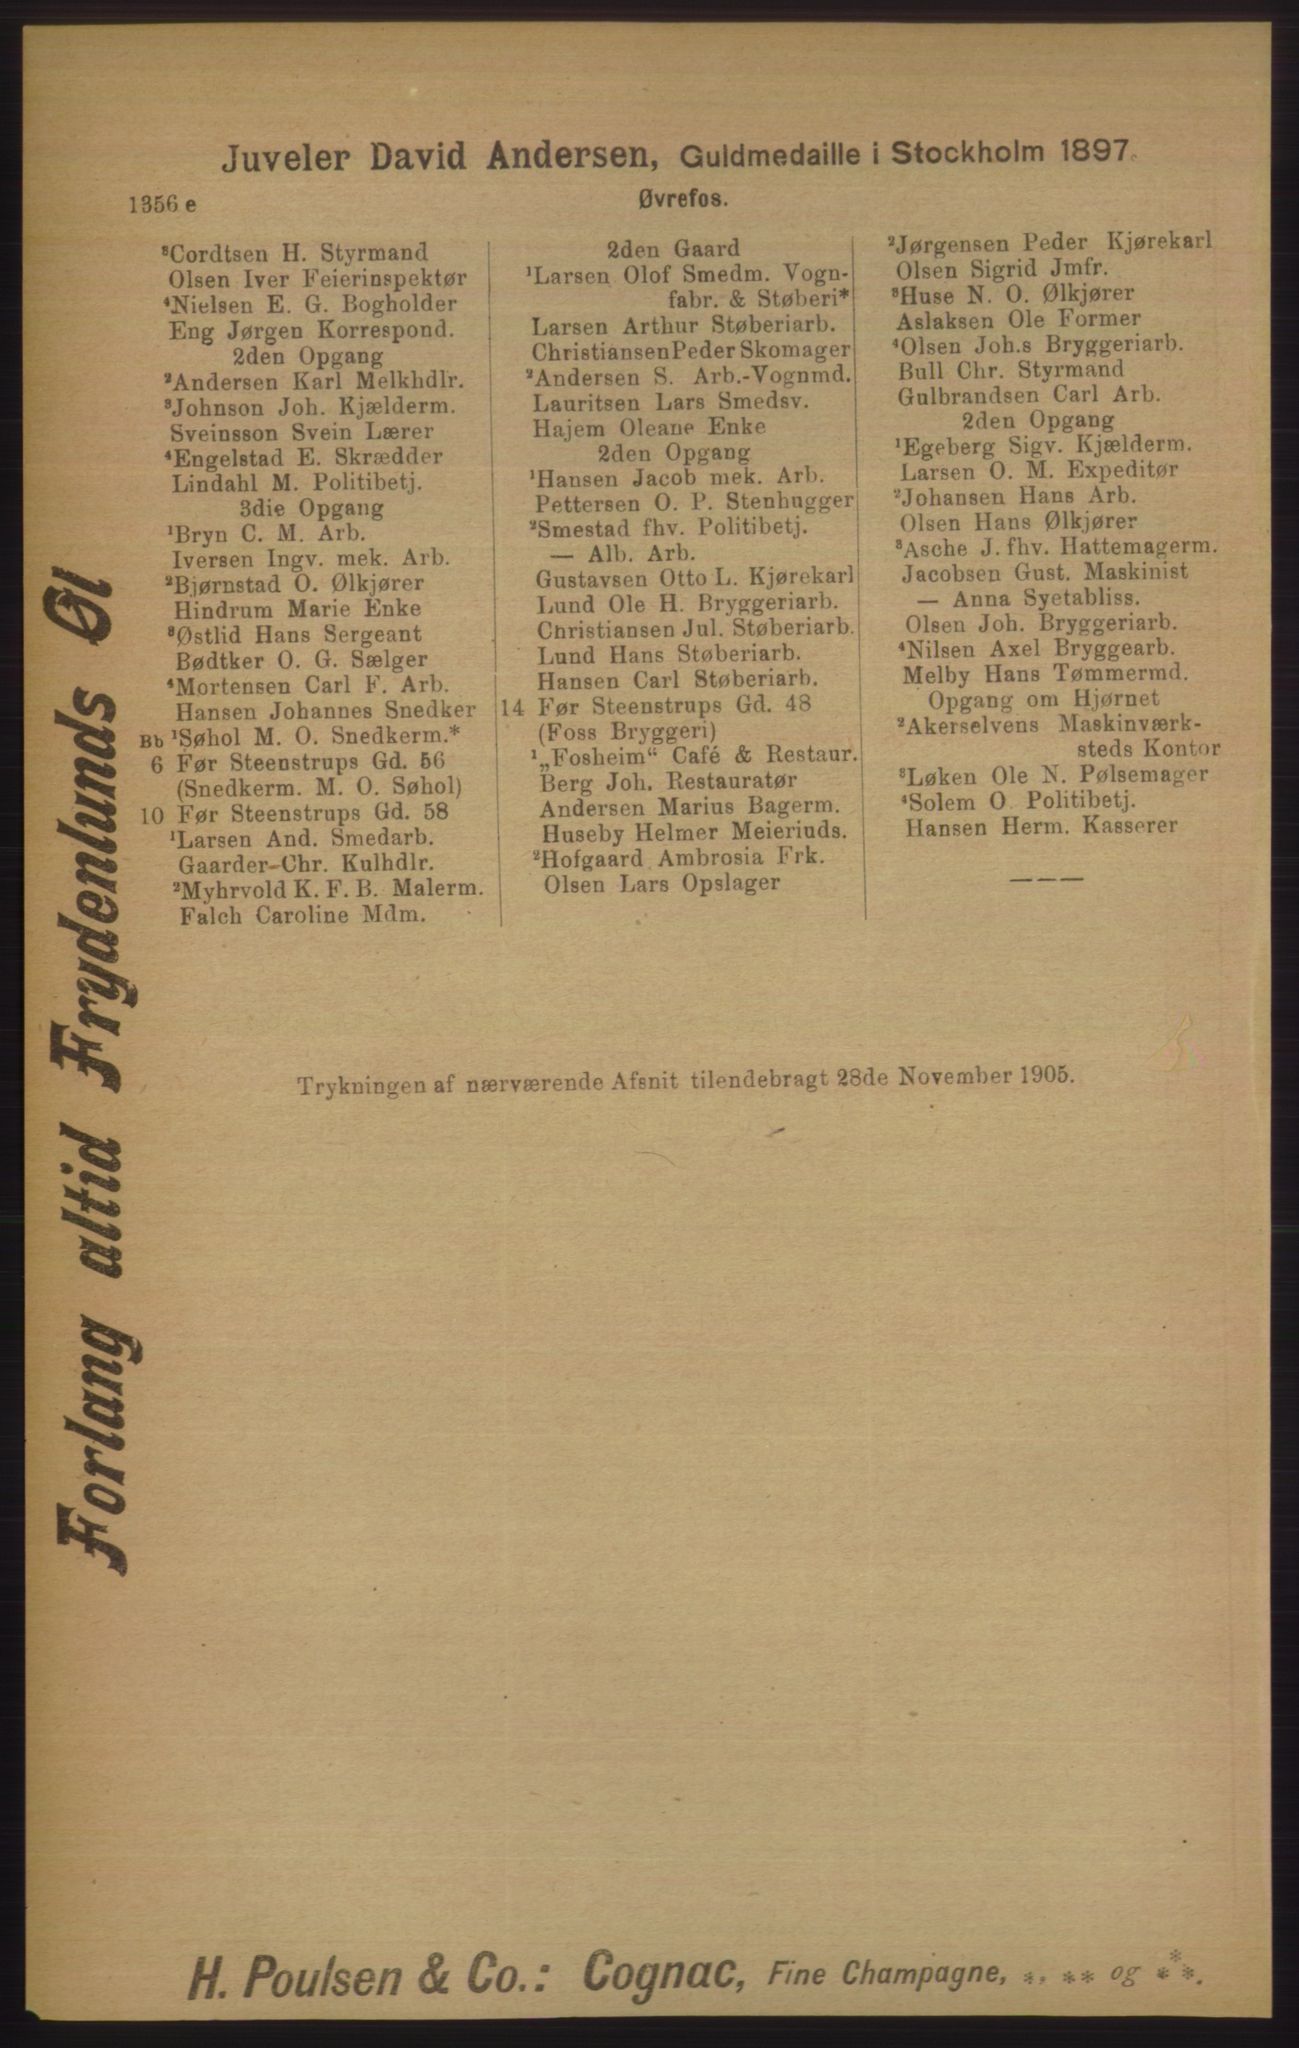 Juveler David Andersen, Guldmedaille i Stockholm 1897.
1356 e
Øvrefos.
³Cordtsen H. Styrmand
Olsen Iver Feierinspektør
⁴Nielsen E. G. Bogholder
Eng Jørgen Korrespond.
2den Opgang
²Andersen Karl Melkhdlr.
³Johnson Joh. Kjælderm.
Sveinsson Svein Lærer
⁴Engelstad E. Skrædder
Lindahl M. Politibetj.
3die Opgang
¹Bryn C. M. Arb.
Iversen Ingv. mek. Arb.
²Bjørnstad O. Ølkjører
Hindrum Marie Enke
³Østlid Hans Sergeant
Bødtker O. G. Sælger
⁴Mortensen Carl F. Arb.
Hansen Johannes Snedker
Bb ¹Søhol M. O. Snedkerm.*
6 Før Steenstrups Gd. 56
(Snedkerm. M. O. Søhol)
10 Før Steenstrups Gd. 58
¹Larsen And. Smedarb.
Gaarder Chr. Kulhdlr.
²Myhrvold K. F. B. Malerm.
Falch Caroline Mdm.
2den Gaard
¹Larsen Olof Smedm. Vogn-
fabr. & Støberi*
Larsen Arthur Støberiarb.
Christiansen Peder Skomager
²Andersen S. Arb.-Vognmd.
Lauritsen Lars Smedsv.
Hajem Oleane Enke
2den Opgang
¹Hansen Jacob mek. Arb.
Pettersen O. P. Stenhugger
²Smestad fhv. Politibetj.
— Alb. Arb.
Gustavsen Otto L. Kjørekarl
Lund Ole H. Bryggeriarb.
Christiansen Jul. Støberiarb.
Lund Hans Støberiarb.
Hansen Carl Støberiarb.
14 Før Steenstrups Gd. 48
(Foss Bryggeri)
¹„Fosheim“ Café & Restaur.
Berg Joh. Restauratør
Andersen Marius Bagerm.
Huseby Helmer Meieriuds.
²Hofgaard Ambrosia Frk.
Olsen Lars Opslager
²Jørgensen Peder Kjørekarl
Olsen Sigrid Jmfr.
³Huse N. O. Ølkjører
Aslaksen Ole Former
⁴Olsen Joh.s Bryggeriarb.
Bull Chr. Styrmand
Gulbrandsen Carl Arb.
2den Opgang
¹Egeberg Sigv. Kjælderm.
Larsen O. M. Expeditør
²Johansen Hans Arb.
Olsen Hans Ølkjører
³Asche J. fhv. Hattemagerm.
Jacobsen Gust. Maskinist
— Anna Syetabliss.
Olsen Joh. Bryggeriarb.
⁴Nilsen Axel Bryggearb.
Melby Hans Tømmermd.
Opgang om Hjørnet
²Akerselvens Maskinværk-
steds Kontor
³Løken Ole N. Pølsemager
⁴Solem O. Politibetj.
Hansen Herm. Kasserer
— — —
Trykningen af nærværende Afsnit tilendebragt 28de November 1905.
Forlang altid Frydenlunds Øl
H. Poulsen & Co.: Cognac, Fine Champagne, *, ** og ***.